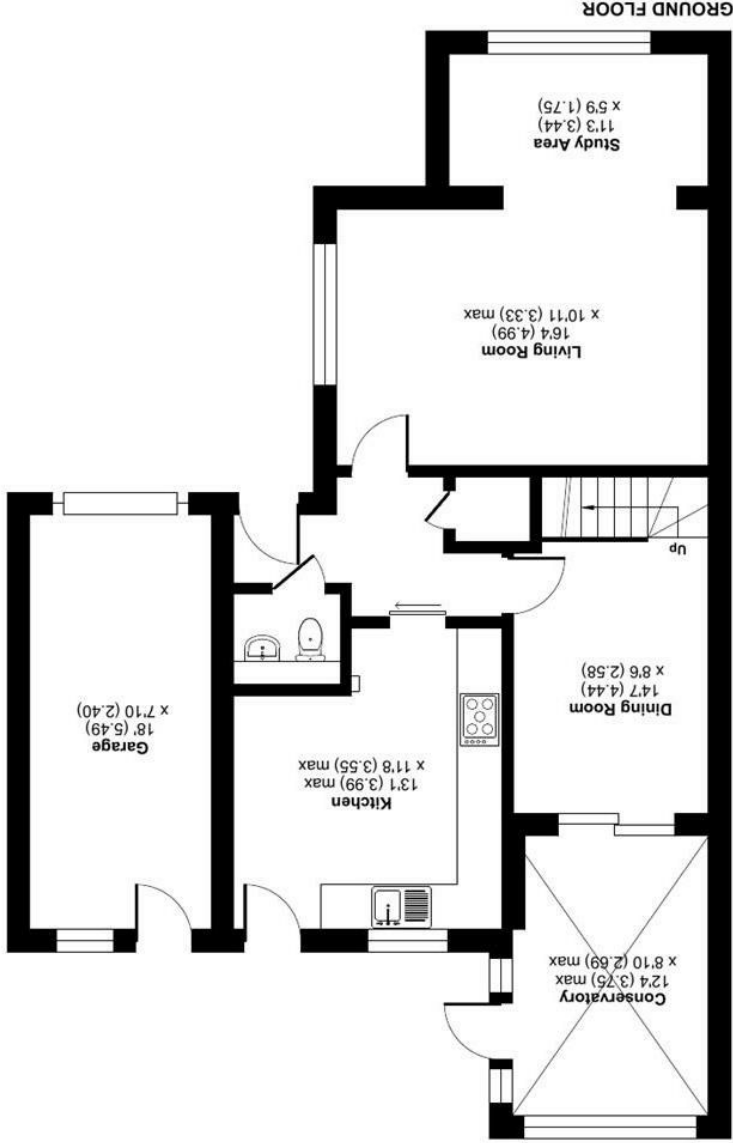 Conservatory
12'4 (3.75) max
x 8'10 (2.69) max
Kitchen
13'1 (3.99) max
x 11'8 (3.55) max
Garage
18' (5.49)
x 7'10 (2.40)
Dining Room
14'7 (4.44)
x 8'6 (2.58)
Up
Living Room
16'4 (4.99)
x 10'11 (3.33) max
Study Area
11'3 (3.44)
x 5'9 (1.75)
GROUND FLOOR